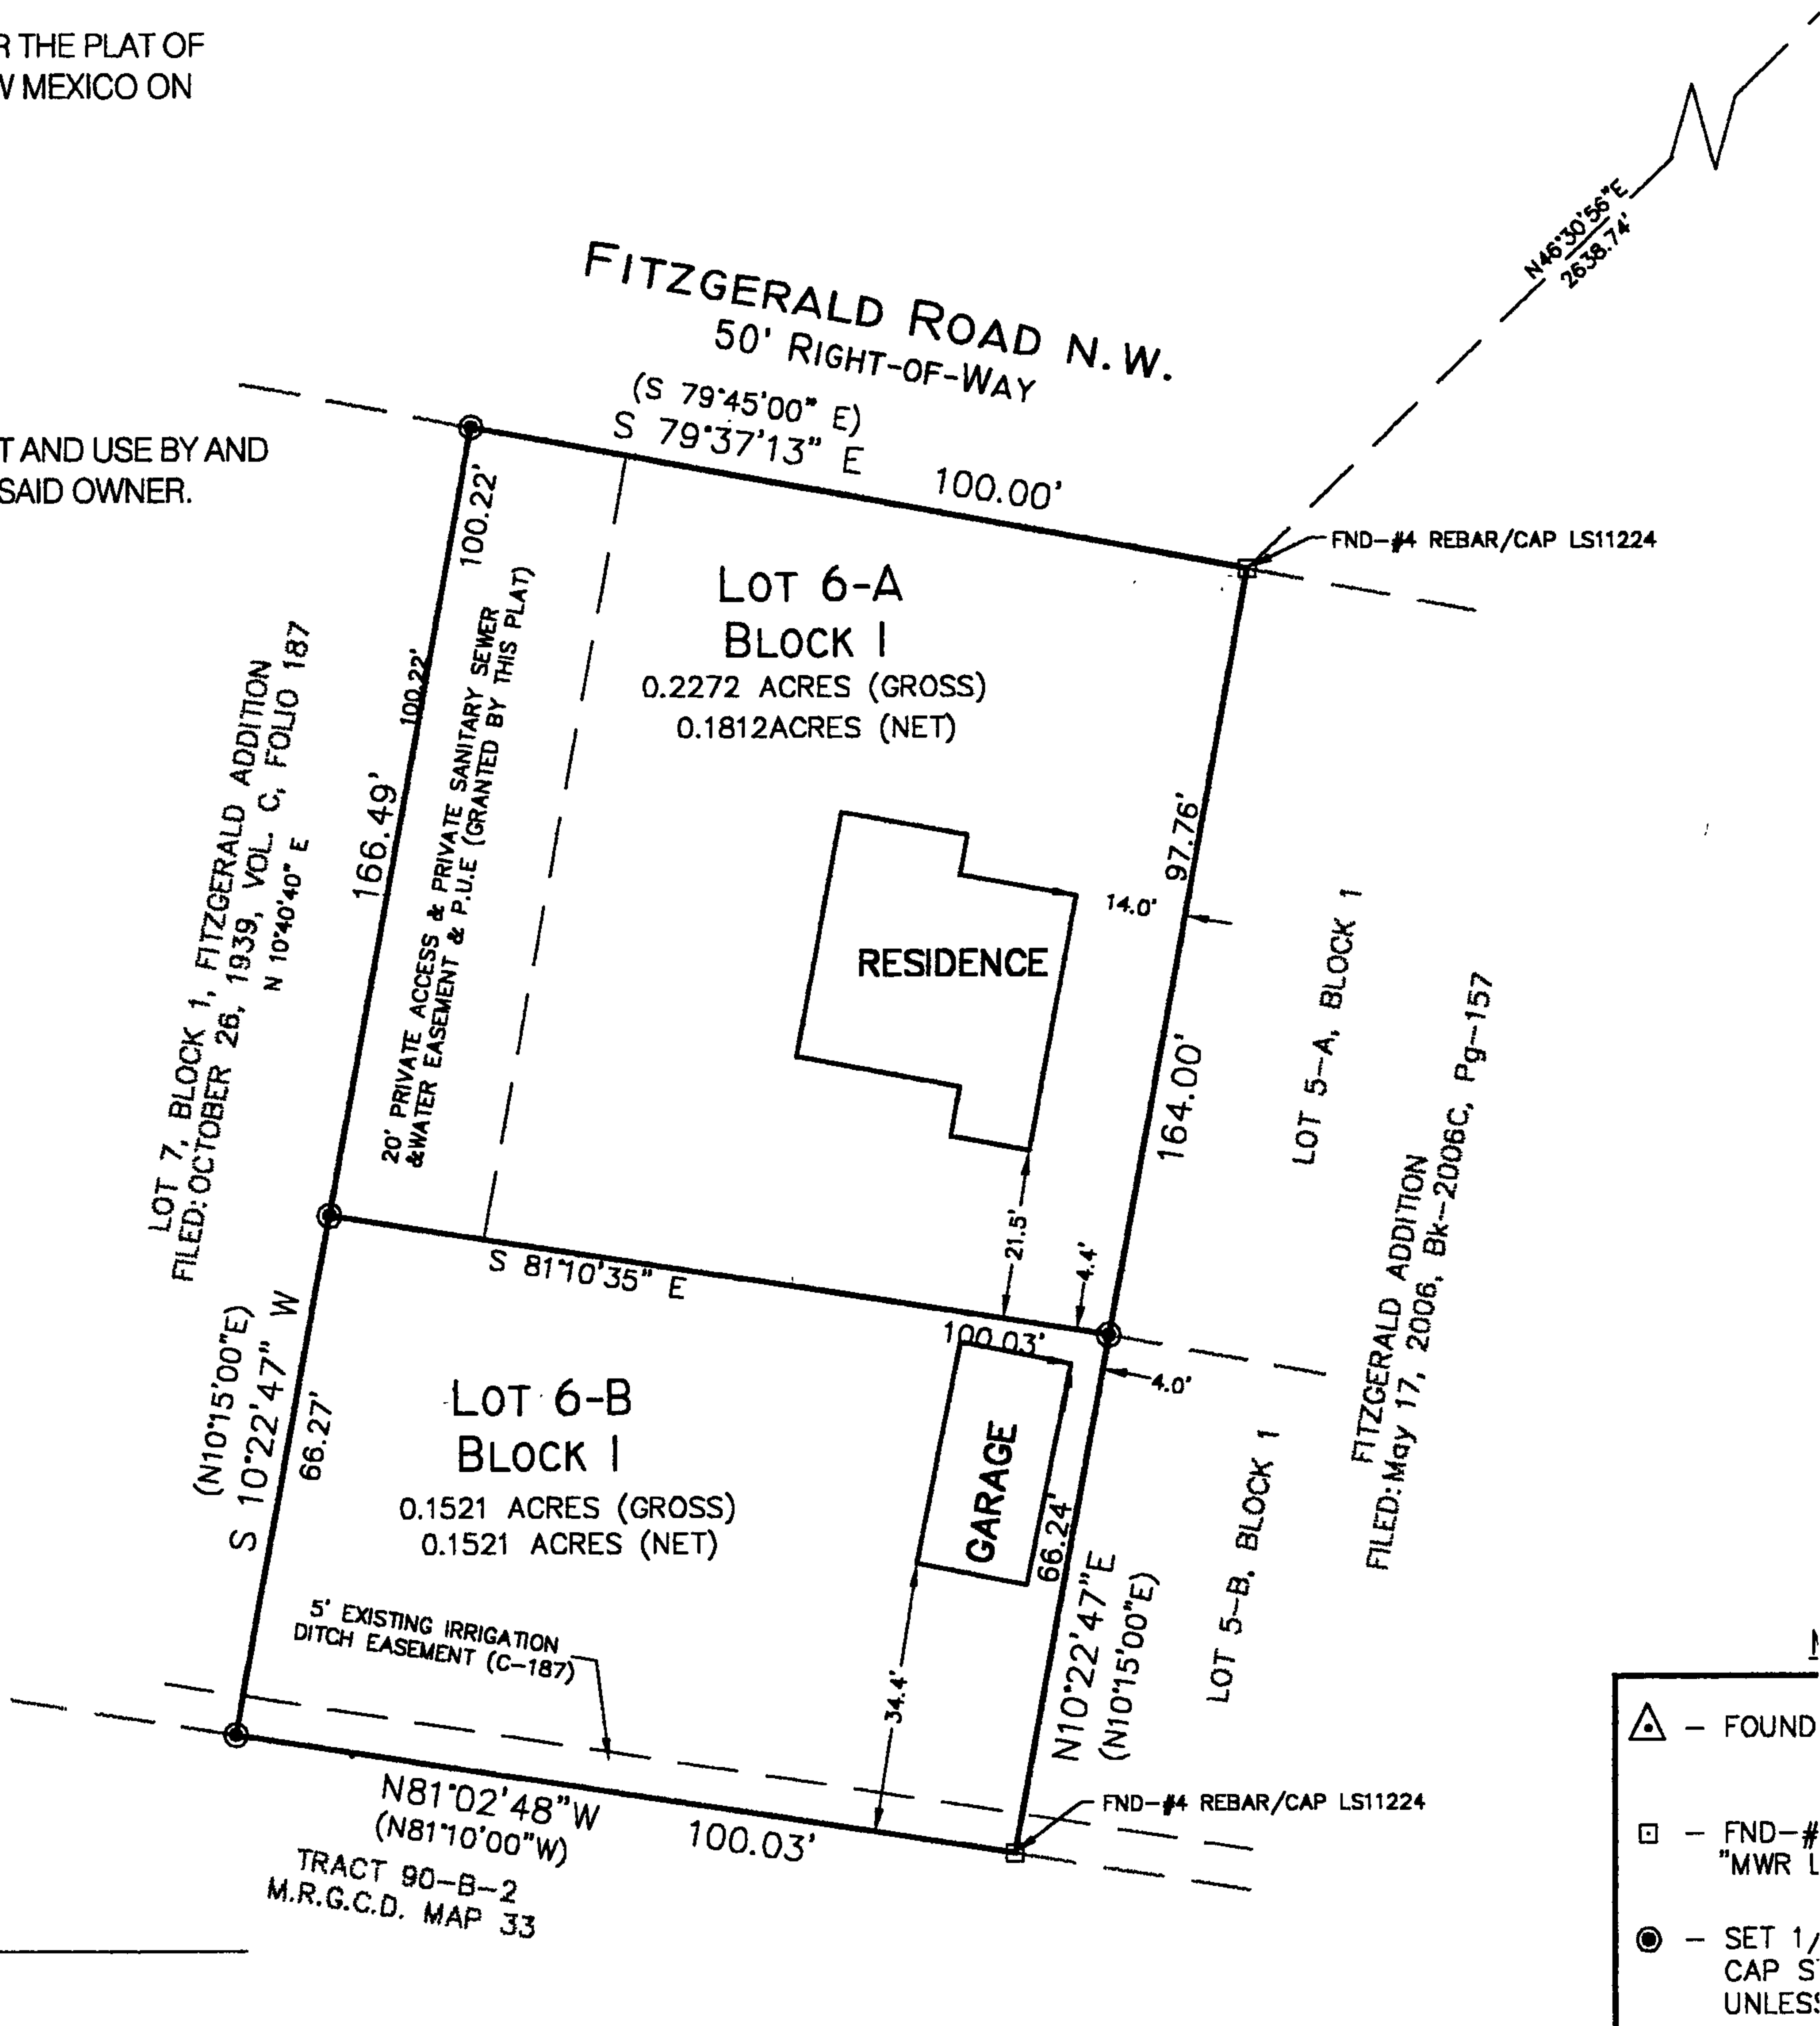 R THE PLAT OF
W MEXICO ON
T AND USE BY AND
SAID OWNER.
N46°30'56"E
2638.74'
FITZGERALD ROAD N.W.
50' RIGHT-OF-WAY
(S 79°45'00" E)
S 79°37'13" E 100.00'
FND-#4 REBAR/CAP LS11224
100.22'
100.22'
166.49'
20' PRIVATE ACCESS & PRIVATE SANITARY SEWER
&WATER EASEMENT & P.U.E (GRANTED BY THIS PLAT)
LOT 6-A
BLOCK 1
0.2272 ACRES (GROSS)
0.1812ACRES (NET)
LOT 7, BLOCK 1, FITZGERALD ADDITION
FILED: OCTOBER 26, 1939, VOL. C, FOLIO 187
N 10°40'40" E
RESIDENCE
14.0'
97.76'
164.00'
LOT 5-A, BLOCK 1
FITZGERALD ADDITION
FILED: May 17, 2006, Bk-2006C, Pg-157
21.5'
4.4'
S 81°10'35" E
100.03'
4.0'
(N10°15'00"E)
S 10°22'47" W
66.27'
LOT 6-B
BLOCK 1
0.1521 ACRES (GROSS)
0.1521 ACRES (NET)
GARAGE
66.24'
N10°22'47"E
(N10°15'00"E)
LOT 5-B, BLOCK 1
5' EXISTING IRRIGATION
DITCH EASEMENT (C-187)
34.4'
FND-#4 REBAR/CAP LS11224
N81°02'48"W
(N81°10'00"W)
100.03'
TRACT 90-B-2
M.R.G.C.D. MAP 33
- FOUND
- FND-#
"MWR L
- SET 1/
CAP S
UNLESS